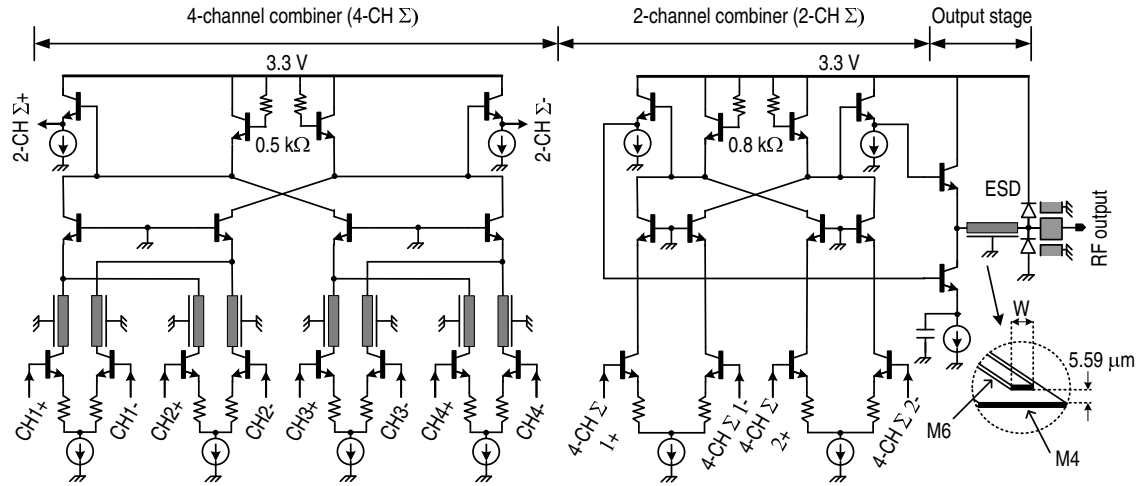 4-channel combiner (4-CH Σ)
2-channel combiner (2-CH Σ)
Output stage
3.3 V
3.3 V
2-CH Σ+
0.5 kΩ
2-CH Σ-
0.8 kΩ
ESD
RF output
W
5.59 μm
M6
M4
CH1+
CH1-
CH2+
CH2-
CH3+
CH3-
CH4+
CH4-
4-CH Σ
1+
4-CH Σ 1-
4-CH Σ
2+
4-CH Σ 2-